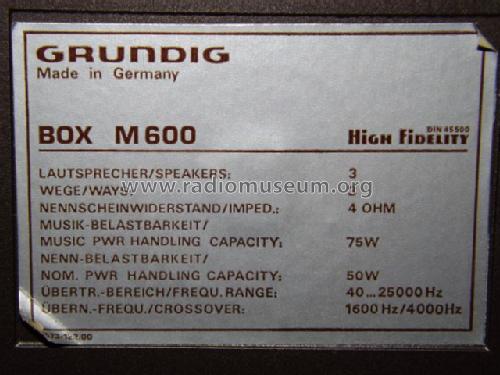 GRUNDIG
Made in Germany
BOX M600
DIN 45500
HIGH FIDELITY
LAUTSPRECHER/SPEAKERS: 3
www.radiomuseum.org
WEGE/WAYS: 3
NENNSCHEINWIDERSTAND/IMPED.: 4 OHM
MUSIK-BELASTBARKEIT/
MUSIC PWR HANDLING CAPACITY: 75W
NENN-BELASTBARKEIT/
NOM. PWR HANDLING CAPACITY: 50W
ÜBERTR.-BEREICH/FREQU. RANGE: 40...25000 Hz
ÜBERN.-FREQU./CROSSOVER: 1600 Hz/4000Hz